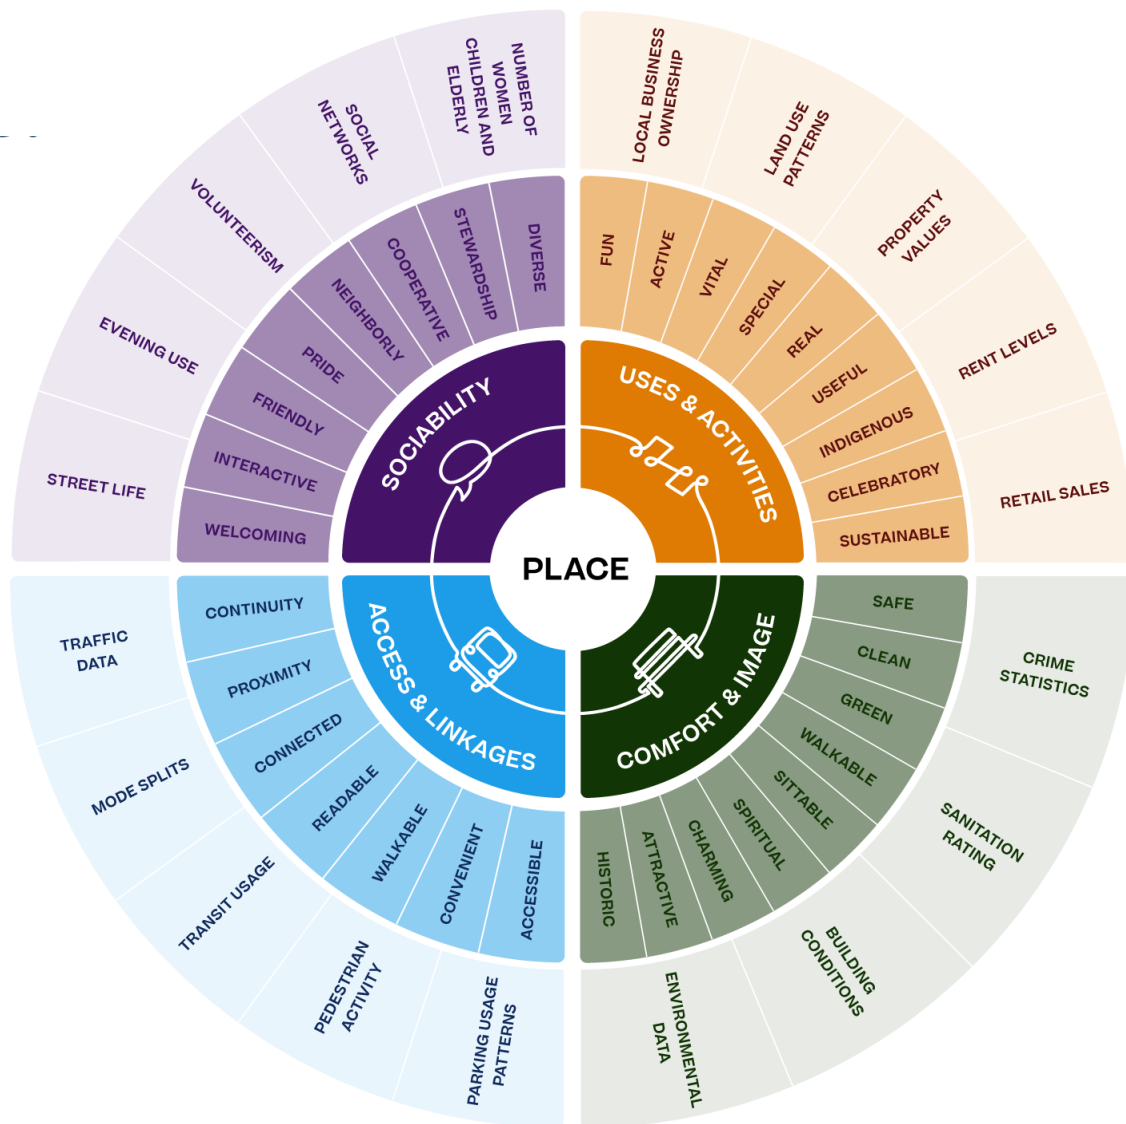 PLACE
SOCIABILITY
USES & ACTIVITIES
COMFORT & IMAGE
ACCESS & LINKAGES
WELCOMING
INTERACTIVE
FRIENDLY
PRIDE
NEIGHBORLY
COOPERATIVE
STEWARDSHIP
DIVERSE
STREET LIFE
EVENING USE
VOLUNTEERISM
SOCIAL
NETWORKS
NUMBER OF
WOMEN
CHILDREN AND
ELDERLY
FUN
ACTIVE
VITAL
SPECIAL
REAL
USEFUL
INDIGENOUS
CELEBRATORY
SUSTAINABLE
LOCAL BUSINESS
OWNERSHIP
LAND USE
PATTERNS
PROPERTY
VALUES
RENT LEVELS
RETAIL SALES
SAFE
CLEAN
GREEN
WALKABLE
SITTABLE
SPIRITUAL
CHARMING
ATTRACTIVE
HISTORIC
CRIME
STATISTICS
SANITATION
RATING
BUILDING
CONDITIONS
ENVIRONMENTAL
DATA
CONTINUITY
PROXIMITY
CONNECTED
READABLE
WALKABLE
CONVENIENT
ACCESSIBLE
TRAFFIC
DATA
MODE SPLITS
TRANSIT USAGE
PEDESTRIAN
ACTIVITY
PARKING USAGE
PATTERNS